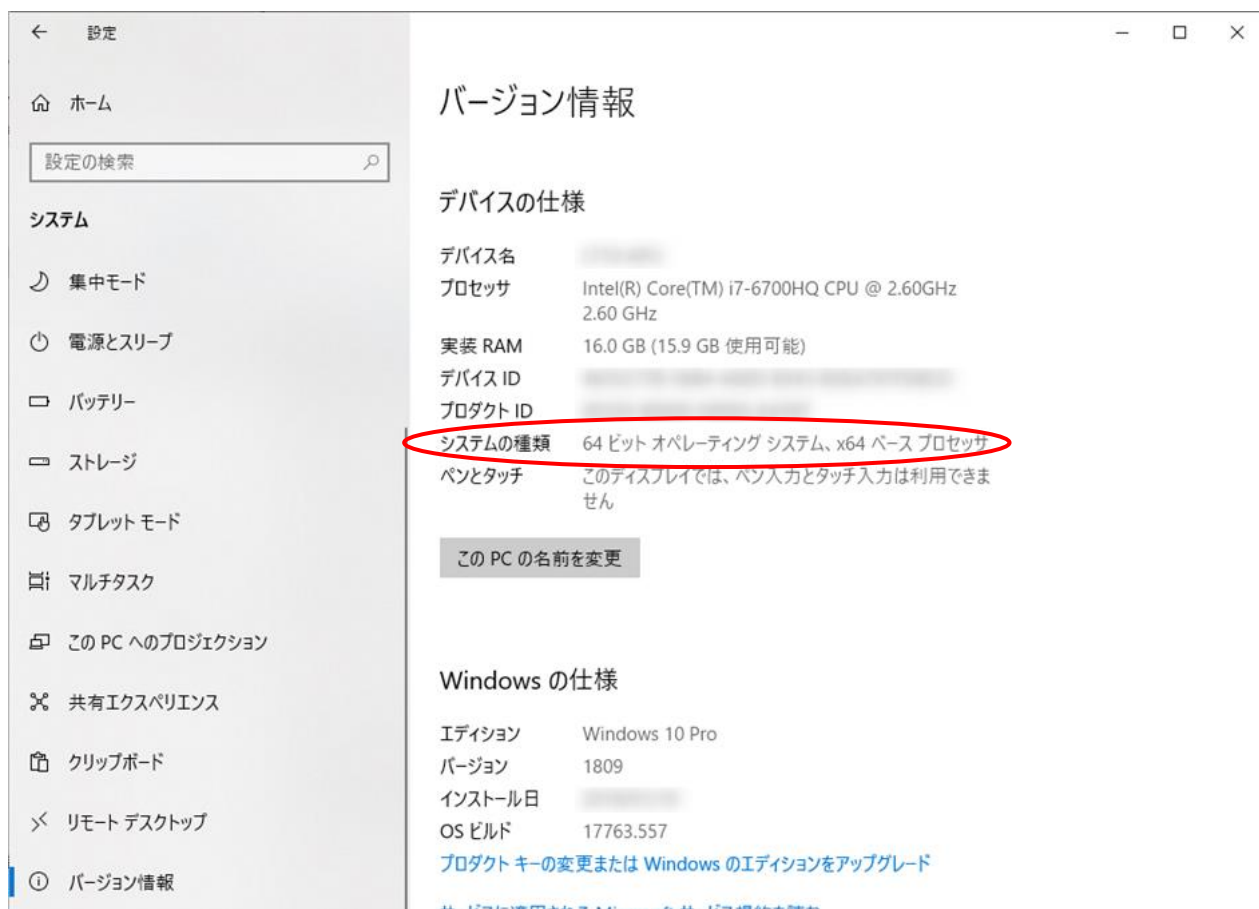 設定
ホーム
設定の検索
システム
集中モード
電源とスリープ
バッテリー
ストレージ
タブレット モード
マルチタスク
この PC へのプロジェクション
共有エクスペリエンス
クリップボード
リモート デスクトップ
バージョン情報
バージョン情報
デバイスの仕様
デバイス名
プロセッサ Intel(R) Core(TM) i7-6700HQ CPU @ 2.60GHz
2.60 GHz
実装 RAM 16.0 GB (15.9 GB 使用可能)
デバイス ID
プロダクト ID
システムの種類 64 ビット オペレーティング システム、x64 ベース プロセッサ
ペンとタッチ このディスプレイでは、ペン入力とタッチ入力は利用できま
せん
この PC の名前を変更
Windows の仕様
エディション Windows 10 Pro
バージョン 1809
インストール日
OS ビルド 17763.557
プロダクト キーの変更または Windows のエディションをアップグレード